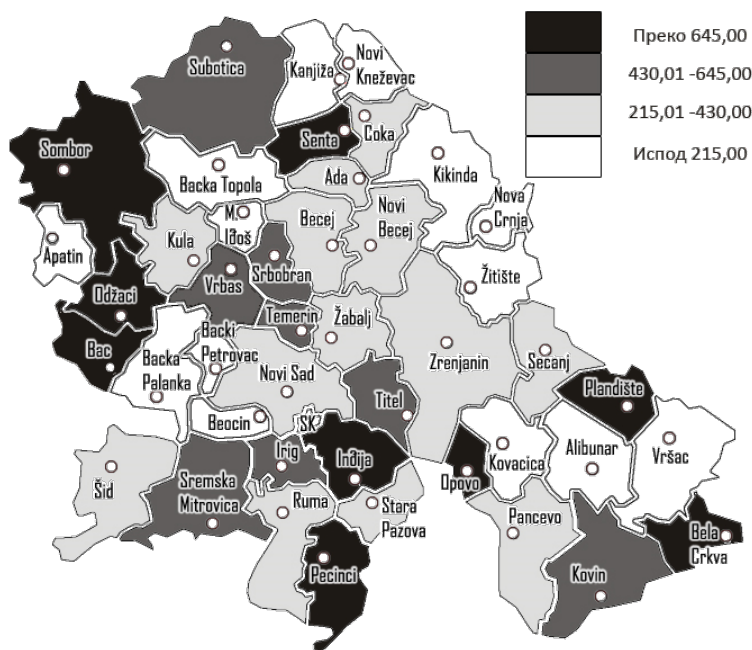 Преко 645,00
430,01 -645,00
215,01 -430,00
Испод 215,00
Subotica
Kanjiža
Novi
Kneževac
Senta
Coka
Sombor
Backa Topola
Ada
Kikinda
Nova
Crnja
M.
Iđoš
Becej
Novi
Becej
Apatin
Kula
Srbobran
Žitište
Vrbas
Odžaci
Temerin
Žabalj
Bac
Backa
Palanka
Backi
Petrovac
Zrenjanin
Secanj
Novi Sad
Titel
Plandište
Beocin
SK
Irig
Inđija
Opovo
Kovacica
Alibunar
Vršac
Šid
Sremska
Mitrovica
Ruma
Stara
Pazova
Pancevo
Bela
Crkva
Pecinci
Kovin